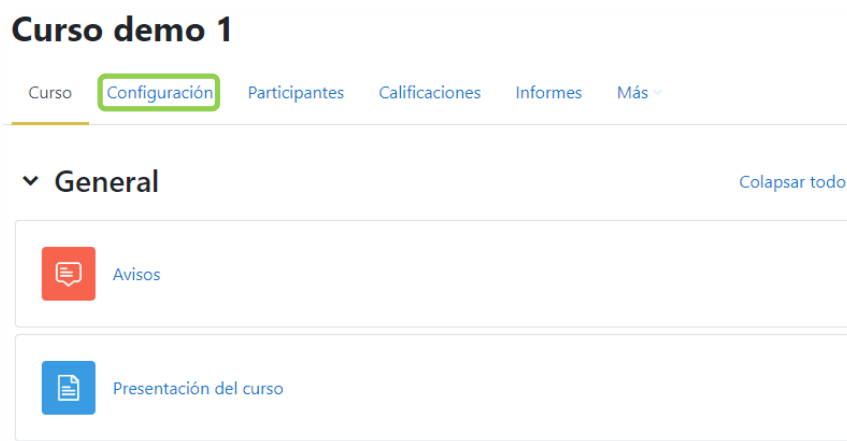 Curso demo 1
Curso Configuración Participantes Calificaciones Informes Más
General Colapsar todo
Avisos
Presentación del curso